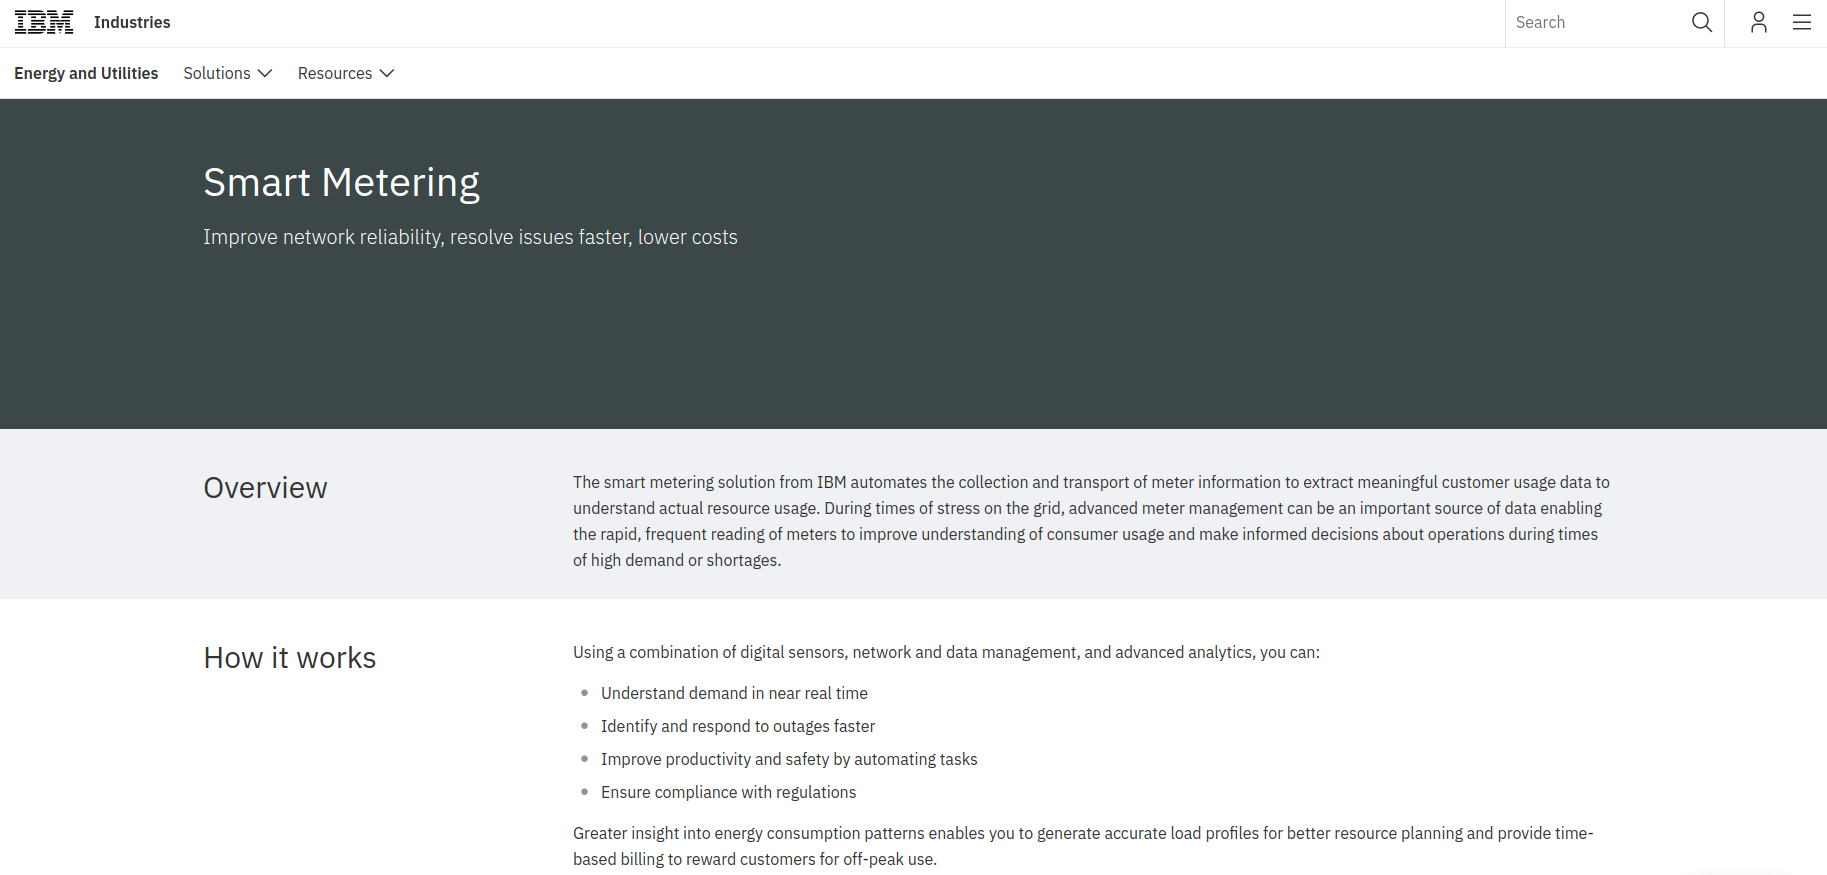 IBM Industries Search
Energy and Utilities Solutions Resources
Smart Metering
Improve network reliability, resolve issues faster, lower costs
Overview
The smart metering solution from IBM automates the collection and transport of meter information to extract meaningful customer usage data to
understand actual resource usage. During times of stress on the grid, advanced meter management can be an important source of data enabling
the rapid, frequent reading of meters to improve understanding of consumer usage and make informed decisions about operations during times
of high demand or shortages.
How it works
Using a combination of digital sensors, network and data management, and advanced analytics, you can:
Understand demand in near real time
Identify and respond to outages faster
Improve productivity and safety by automating tasks
Ensure compliance with regulations
Greater insight into energy consumption patterns enables you to generate accurate load profiles for better resource planning and provide time-
based billing to reward customers for off-peak use.